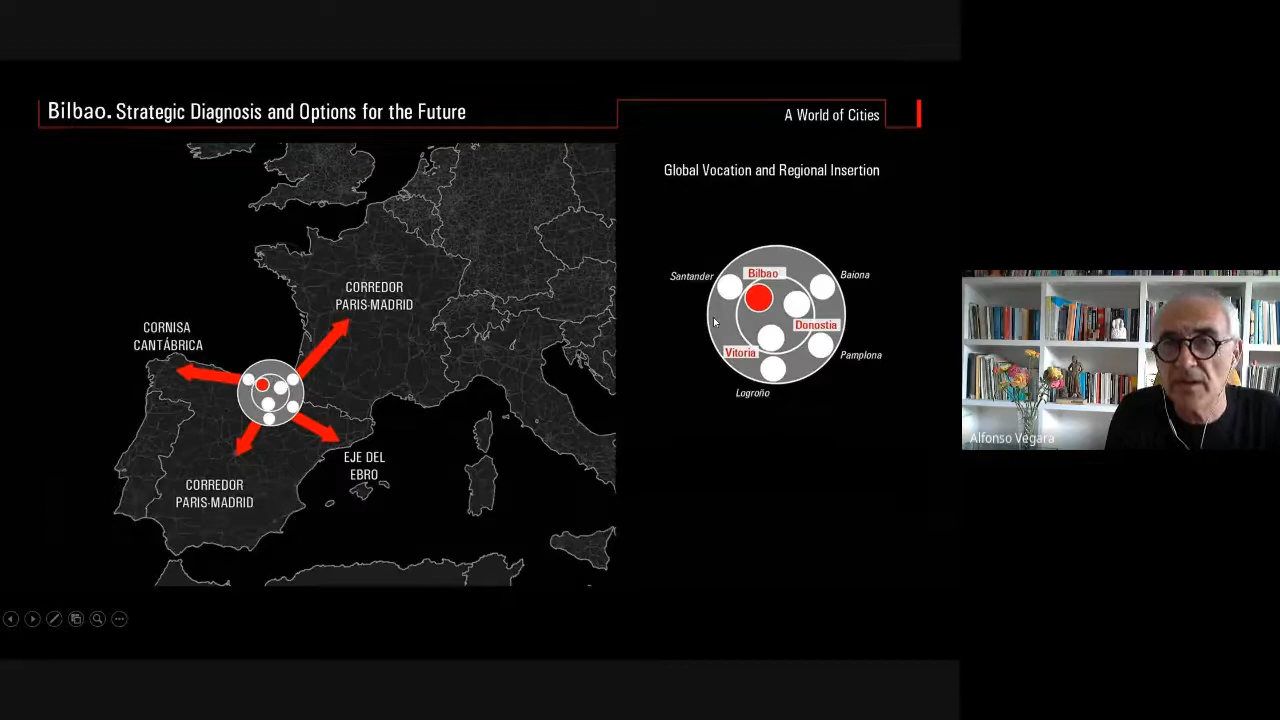 Bilbao. Strategic Diagnosis and Options for the Future
A World of Cities
Global Vocation and Regional Insertion
CORREDOR
PARIS-MADRID
CORNISA
CANTÁBRICA
EJE DEL
EBRO
CORREDOR
PARIS-MADRID
Santander
Bilbao
Baiona
Donostia
Vitoria
Pamplona
Logroño
Alfonso Vegara